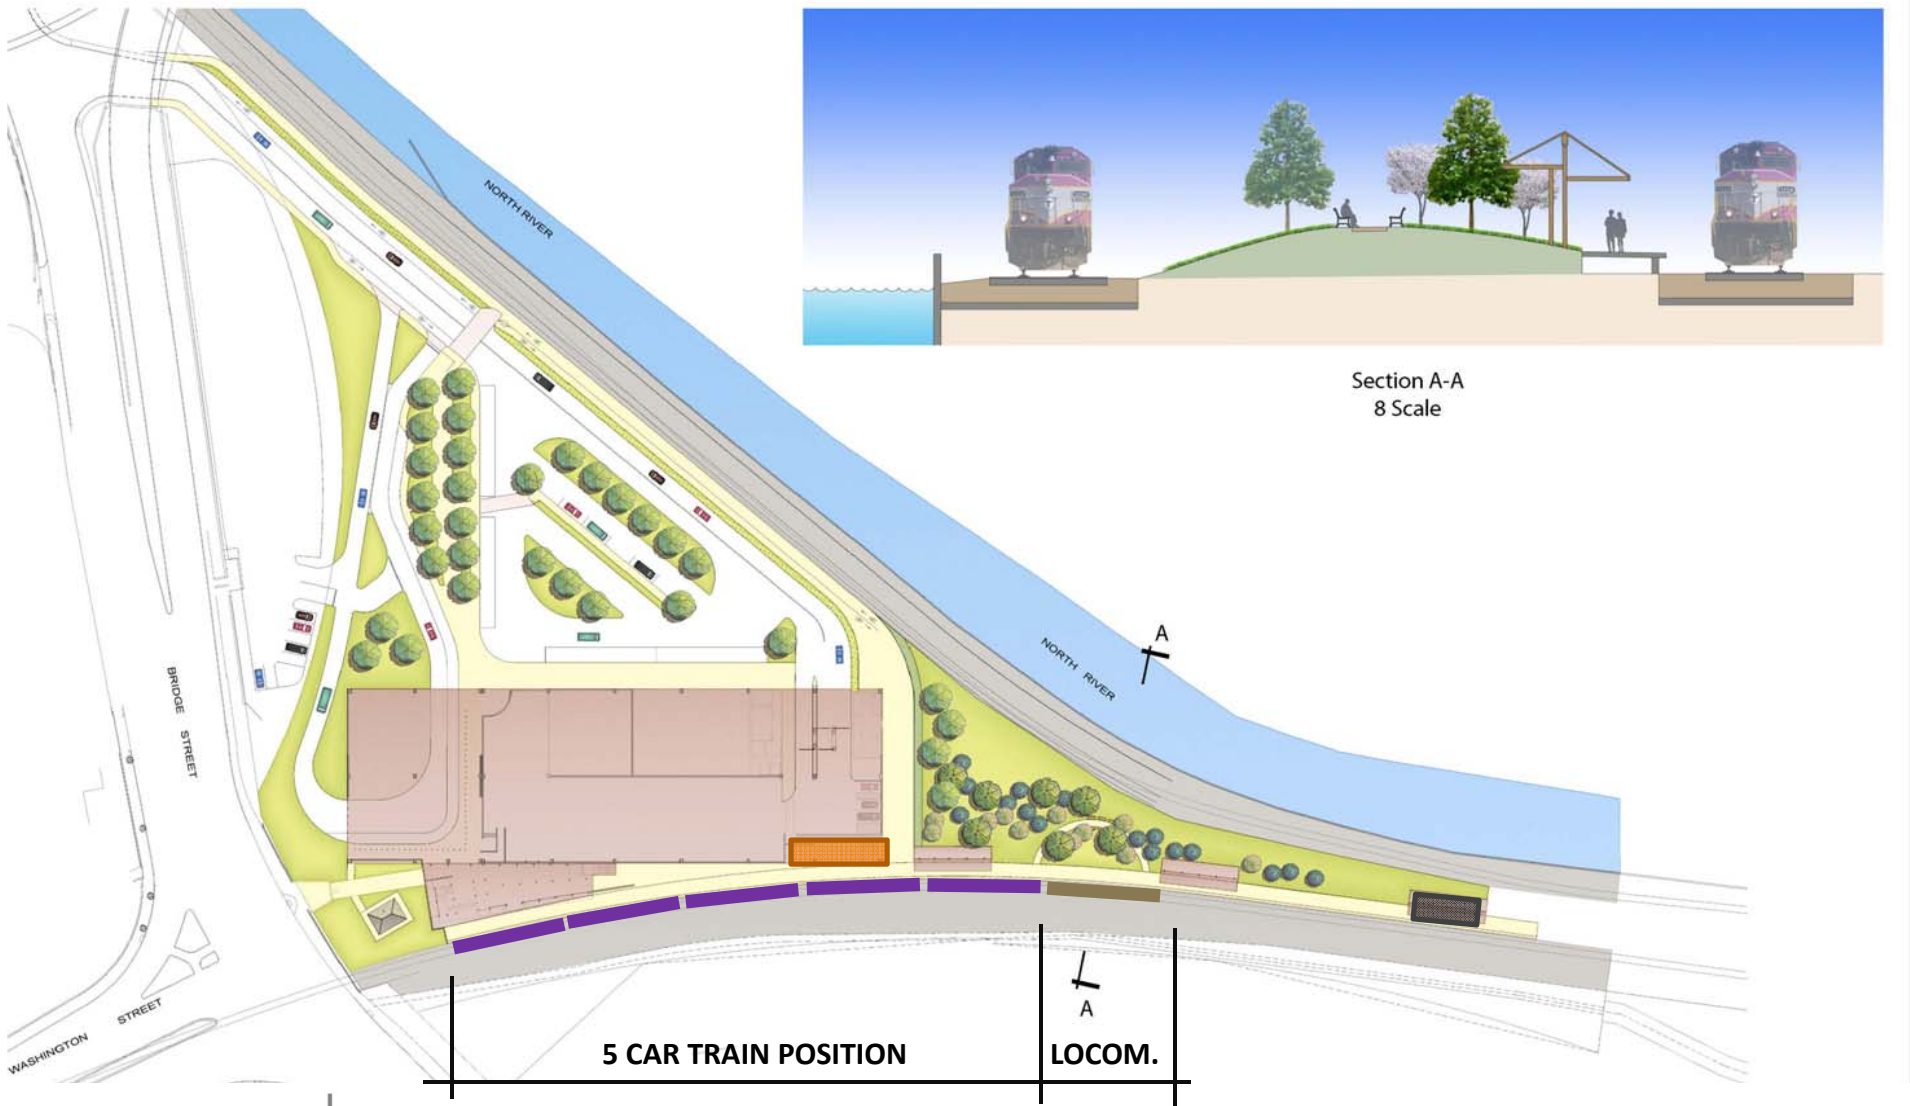 NORTH RIVER
Section A-A
8 Scale
A
NORTH RIVER
BRIDGE STREET
A
WASHINGTON STREET
5 CAR TRAIN POSITION
LOCOM.